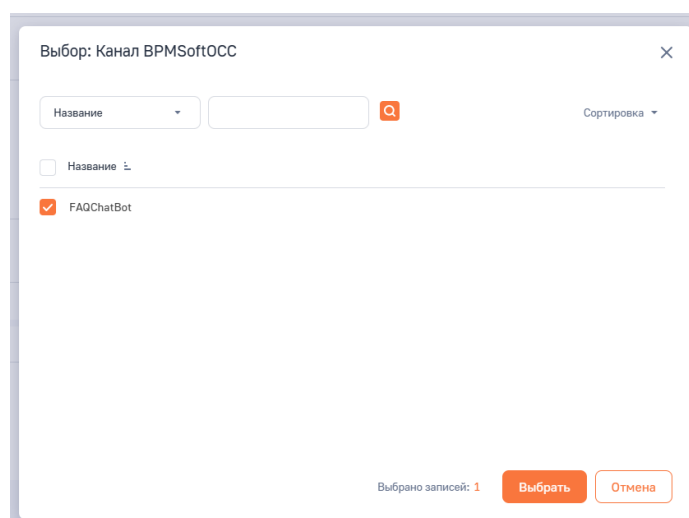 Выбор: Канал BPMSoftOCC
Название
Сортировка
Название
FAQChatBot
Выбрано записей: 1 Выбрать Отмена